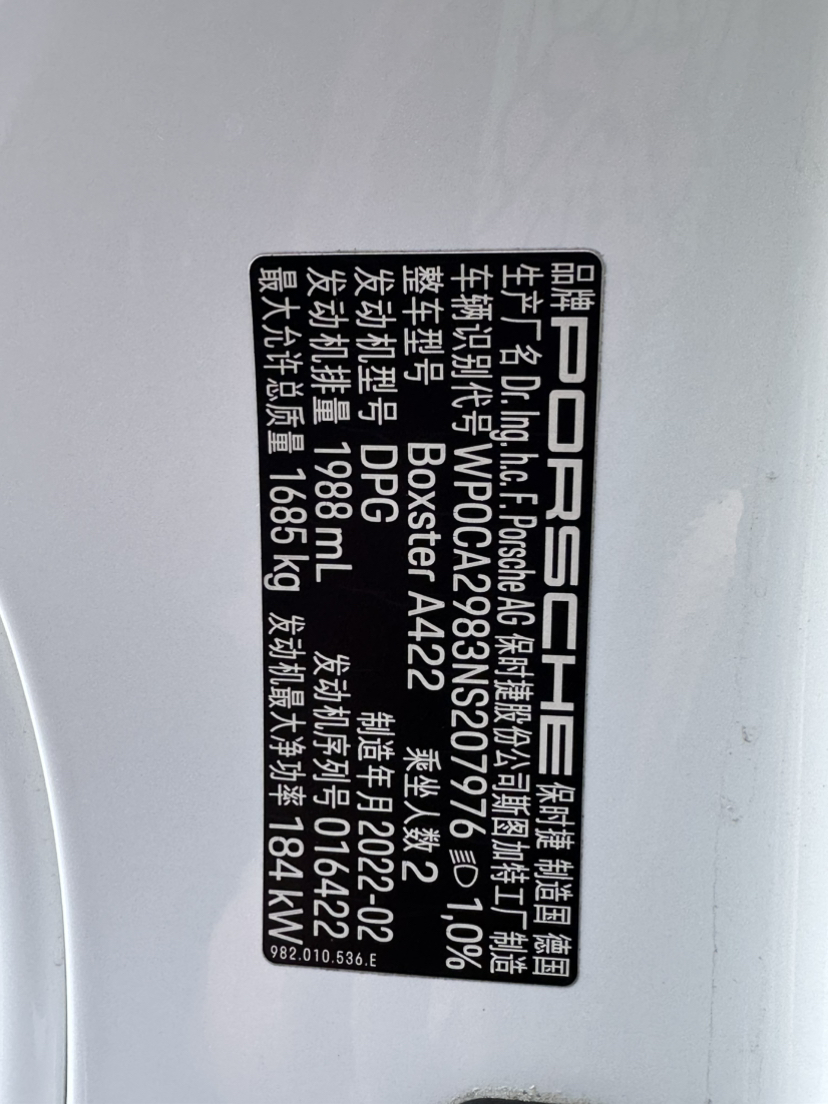 品牌 PORSCHE 保时捷 制造国 德国
生产厂名 Dr. Ing. h.c. F. Porsche AG 保时捷股份公司斯图加特工厂 制造
车辆识别代号 WP0CA2983NS207976 1,0%
整车型号 Boxster A422 乘坐人数 2
发动机型号 DPG 制造年月 2022-02
发动机排量 1988 mL 发动机序列号 016422
最大允许总质量 1685 kg 发动机最大净功率 184 kW
982.010.536.E